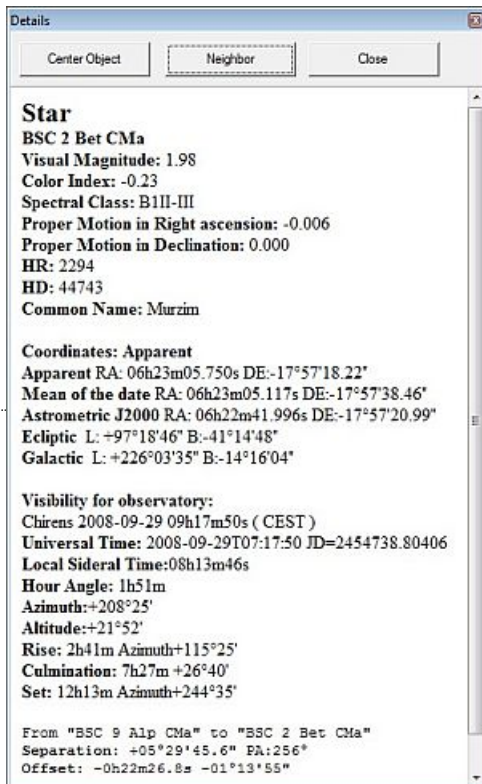 Details
Center Object Neighbor Close
Star
BSC 2 Bet CMa
Visual Magnitude: 1.98
Color Index: -0.23
Spectral Class: B1II-III
Proper Motion in Right ascension: -0.006
Proper Motion in Declination: 0.000
HR: 2294
HD: 44743
Common Name: Murzim
Coordinates: Apparent
Apparent RA: 06h23m05.750s DE:-17°57'18.22"
Mean of the date RA: 06h23m05.117s DE:-17°57'38.46"
Astrometric J2000 RA: 06h22m41.996s DE:-17°57'20.99"
Ecliptic L: +97°18'46" B:-41°14'48"
Galactic L: +226°03'35" B:-14°16'04"
Visibility for observatory:
Chirens 2008-09-29 09h17m50s ( CEST )
Universal Time: 2008-09-29T07:17:50 JD=2454738.80406
Local Sideral Time:08h13m46s
Hour Angle: 1h51m
Azimuth:+208°25'
Altitude:+21°52'
Rise: 2h41m Azimuth+115°25'
Culmination: 7h27m +26°40'
Set: 12h13m Azimuth+244°35'
From "BSC 9 Alp CMa" to "BSC 2 Bet CMa"
Separation: +05°29'45.6" PA:256°
Offset: -0h22m26.8s -01°13'55"